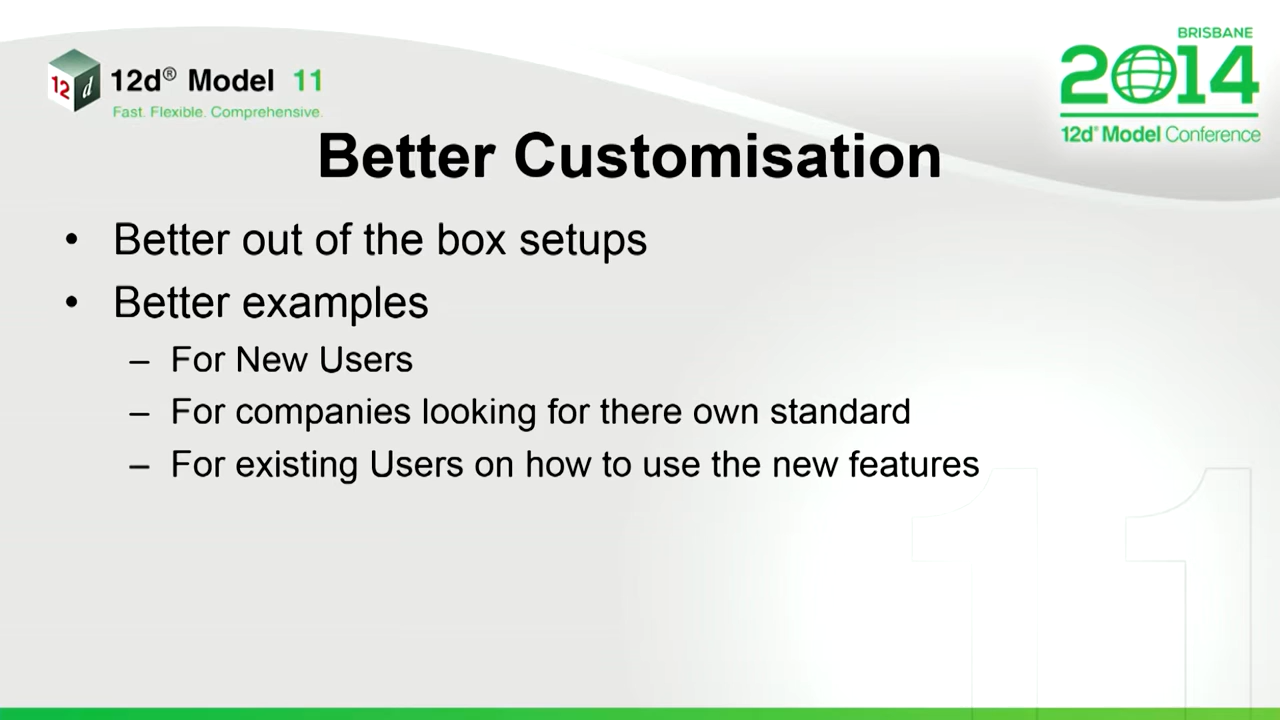 BRISBANE
2014
12d® Model Conference
12d
12d® Model 11
Fast. Flexible. Comprehensive.
Better Customisation
• Better out of the box setups
• Better examples
– For New Users
– For companies looking for there own standard
– For existing Users on how to use the new features
11